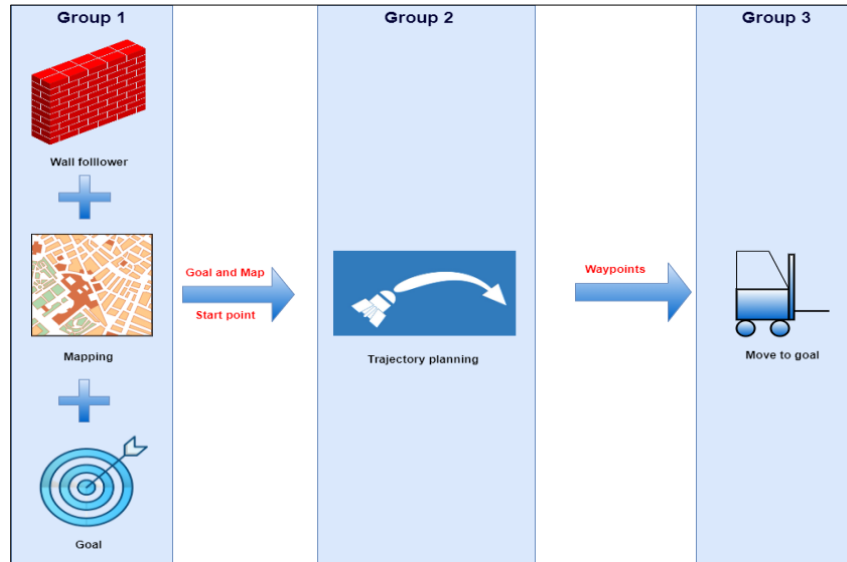 Group 1
Wall folllower
Mapping
Goal
Goal and Map
Start point
Group 2
Trajectory planning
Waypoints
Group 3
Move to goal